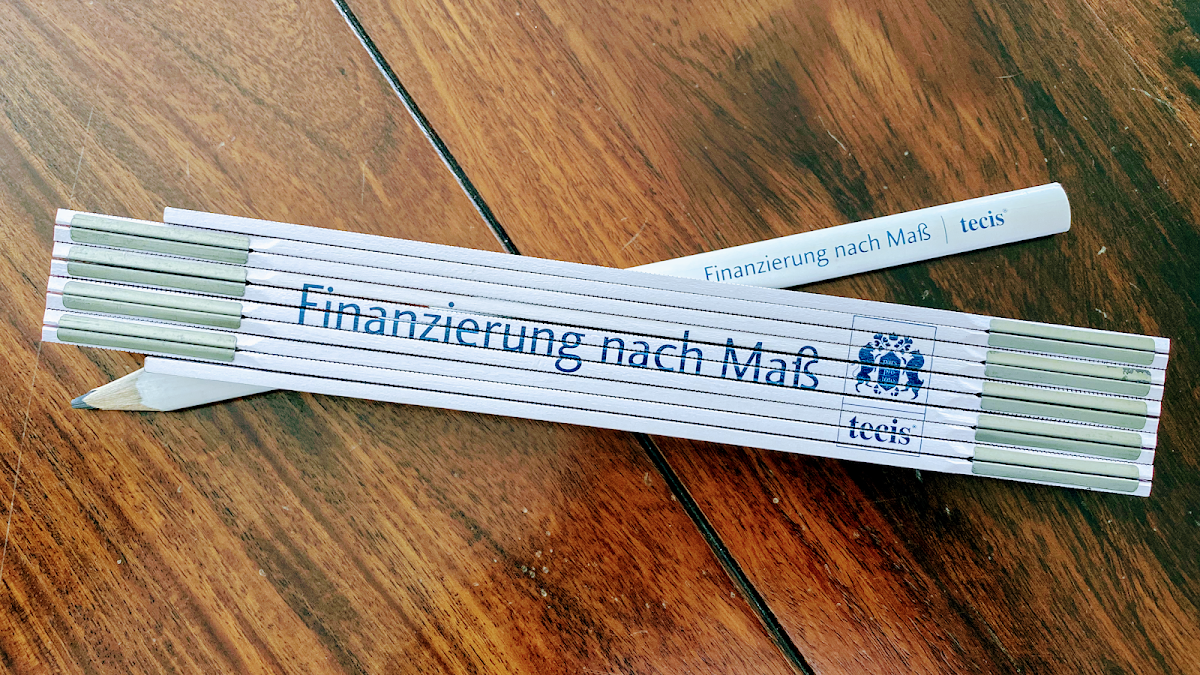 Finanzierung nach Maß | tecis®
Finanzierung nach Maß
tecis®